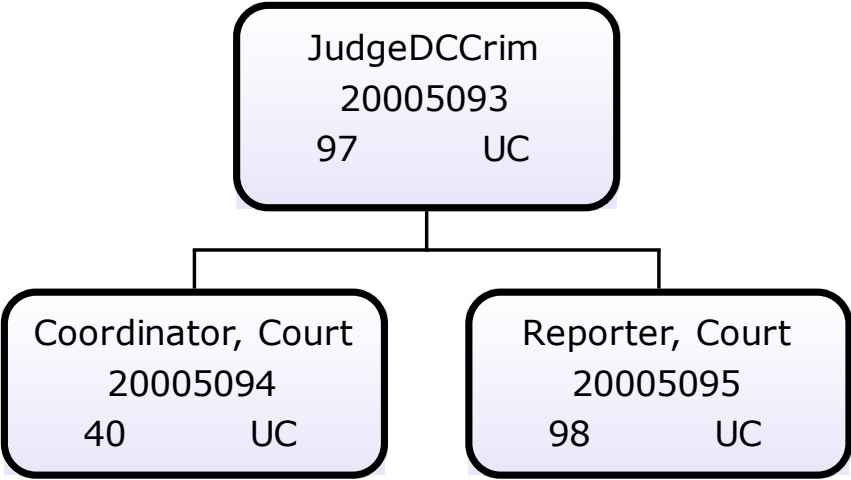 JudgeDCCrim
20005093
97 UC
Coordinator, Court
20005094
40 UC
Reporter, Court
20005095
98 UC